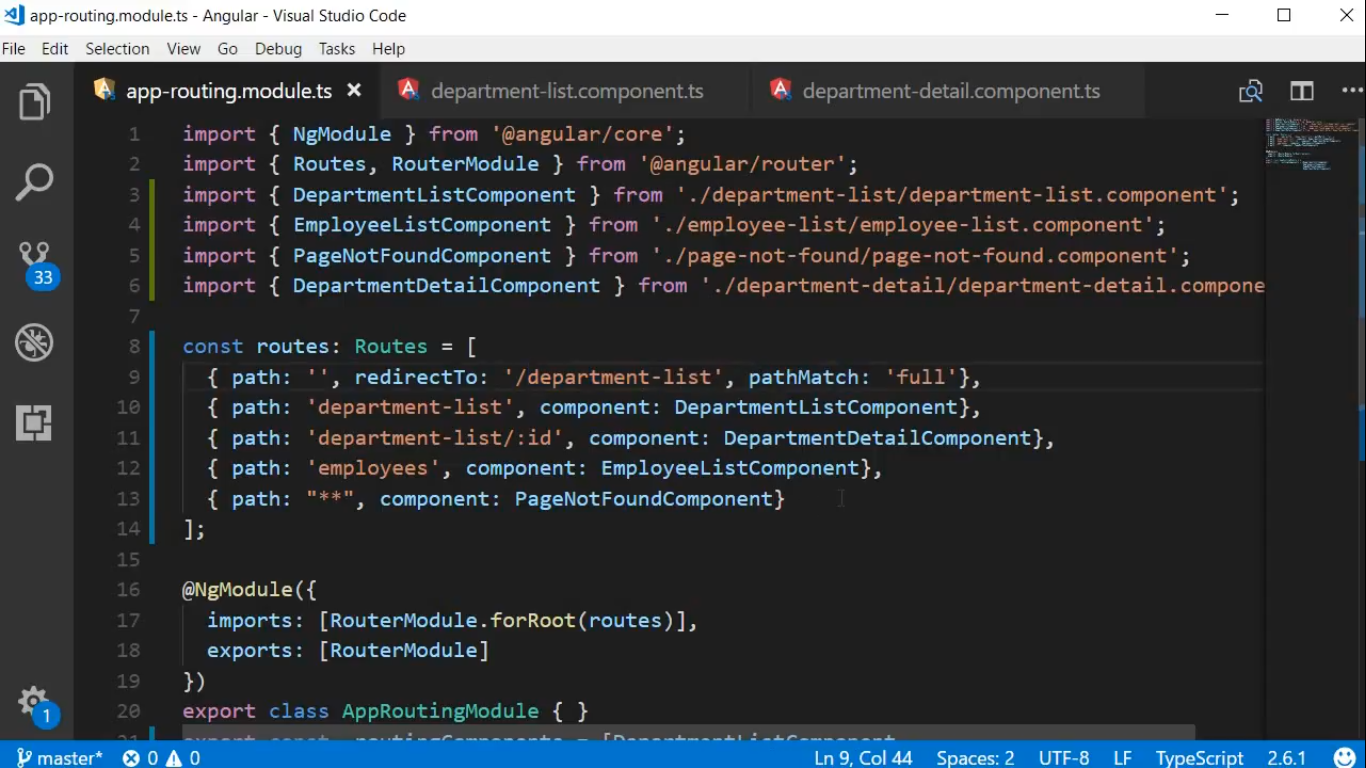 app-routing.module.ts - Angular - Visual Studio Code
File Edit Selection View Go Debug Tasks Help
app-routing.module.ts department-list.component.ts department-detail.component.ts
1 import { NgModule } from '@angular/core';
2 import { Routes, RouterModule } from '@angular/router';
3 import { DepartmentListComponent } from './department-list/department-list.component';
4 import { EmployeeListComponent } from './employee-list/employee-list.component';
5 import { PageNotFoundComponent } from './page-not-found/page-not-found.component';
6 import { DepartmentDetailComponent } from './department-detail/department-detail.compone
7
8 const routes: Routes = [
9 { path: '', redirectTo: '/department-list', pathMatch: 'full'},
10 { path: 'department-list', component: DepartmentListComponent},
11 { path: 'department-list/:id', component: DepartmentDetailComponent},
12 { path: 'employees', component: EmployeeListComponent},
13 { path: "**", component: PageNotFoundComponent}
14 ];
15
16 @NgModule({
17 imports: [RouterModule.forRoot(routes)],
18 exports: [RouterModule]
19 })
20 export class AppRoutingModule { }
21 export const routingComponents = [DepartmentListComponent
33
1
master* 0 0 Ln 9, Col 44 Spaces: 2 UTF-8 LF TypeScript 2.6.1